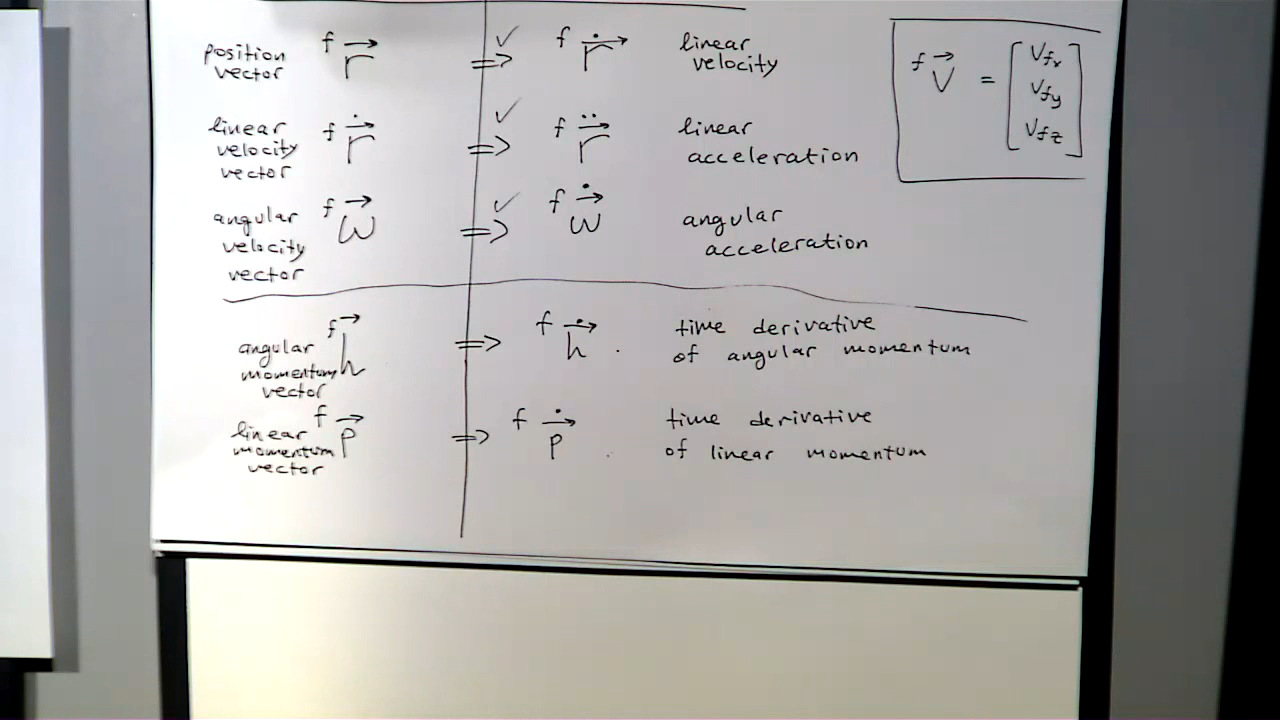 position vector f r⃗ ⇒ ✓ f ṙ⃗ linear velocity
linear velocity vector f ṙ⃗ ⇒ ✓ f r̈⃗ linear acceleration
angular velocity vector f ω⃗ ⇒ ✓ f ω̇⃗ angular acceleration
angular momentum vector f h⃗ ⇒ f ḣ⃗ . time derivative of angular momentum
linear momentum vector f p⃗ ⇒ f ṗ⃗ . time derivative of linear momentum
f V⃗ = [ Vfx
Vfy
Vfz ]